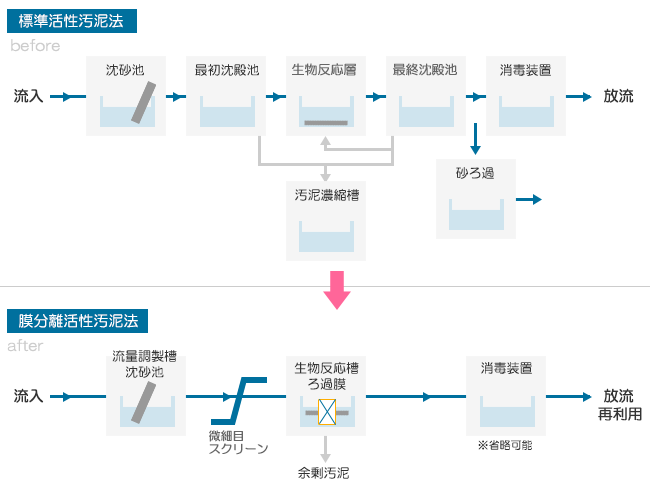 標準活性汚泥法
before
流入
沈砂池
最初沈殿池
生物反応層
最終沈殿池
消毒装置
放流
砂ろ過
汚泥濃縮槽
膜分離活性汚泥法
after
流入
流量調製槽
沈砂池
微細目
スクリーン
生物反応槽
ろ過膜
余剰汚泥
消毒装置
※省略可能
放流
再利用